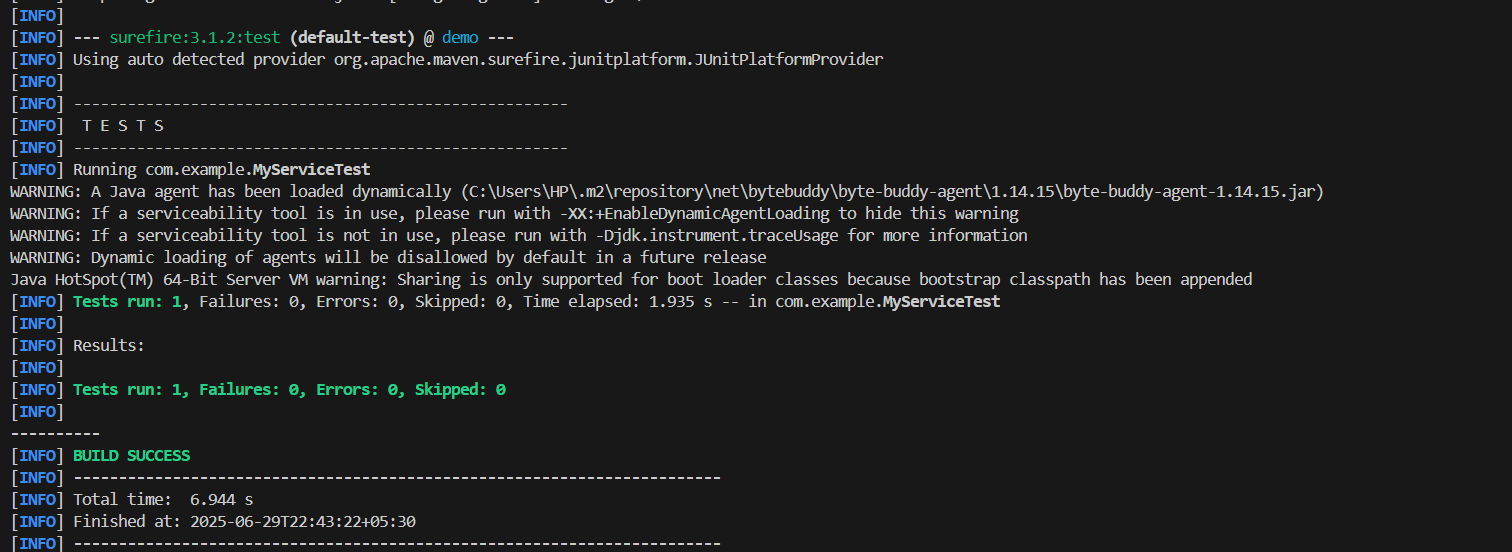 [INFO]
[INFO] --- surefire:3.1.2:test (default-test) @ demo ---
[INFO] Using auto detected provider org.apache.maven.surefire.junitplatform.JUnitPlatformProvider
[INFO]
[INFO] -------------------------------------------------------
[INFO]  T E S T S
[INFO] -------------------------------------------------------
[INFO] Running com.example.MyServiceTest
WARNING: A Java agent has been loaded dynamically (C:\Users\HP\.m2\repository\net\bytebuddy\byte-buddy-agent\1.14.15\byte-buddy-agent-1.14.15.jar)
WARNING: If a serviceability tool is in use, please run with -XX:+EnableDynamicAgentLoading to hide this warning
WARNING: If a serviceability tool is not in use, please run with -Djdk.instrument.traceUsage for more information
WARNING: Dynamic loading of agents will be disallowed by default in a future release
Java HotSpot(TM) 64-Bit Server VM warning: Sharing is only supported for boot loader classes because bootstrap classpath has been appended
[INFO] Tests run: 1, Failures: 0, Errors: 0, Skipped: 0, Time elapsed: 1.935 s -- in com.example.MyServiceTest
[INFO]
[INFO] Results:
[INFO]
[INFO] Tests run: 1, Failures: 0, Errors: 0, Skipped: 0
[INFO]
----------
[INFO] BUILD SUCCESS
[INFO] ------------------------------------------------------------------------
[INFO] Total time:  6.944 s
[INFO] Finished at: 2025-06-29T22:43:22+05:30
[INFO] ------------------------------------------------------------------------